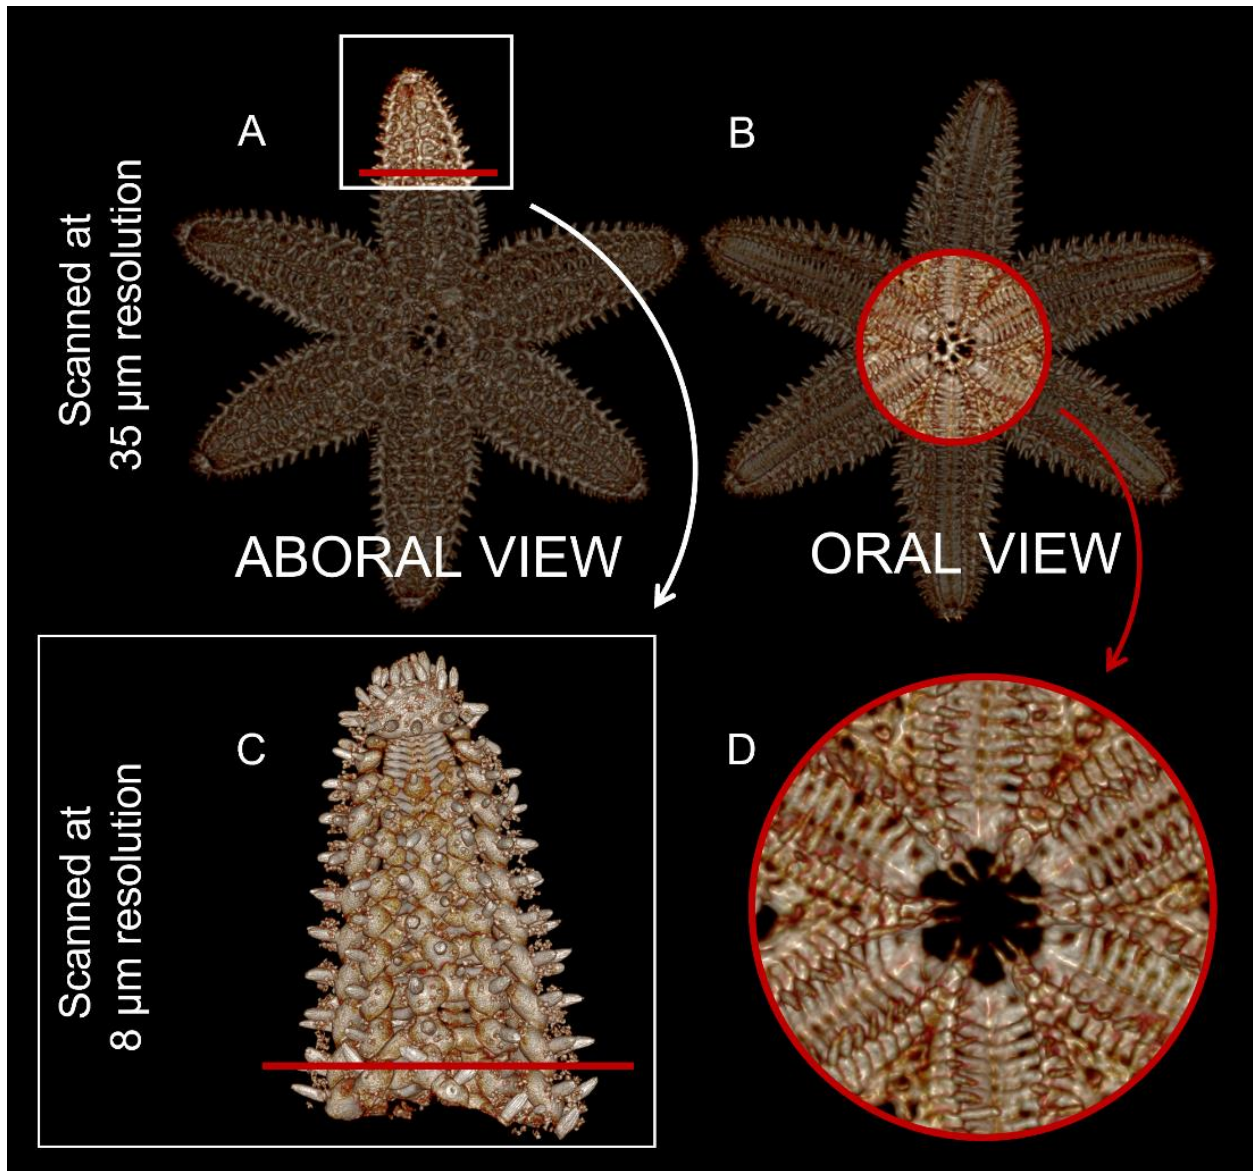 A
B
Scanned at
35 µm resolution
ABORAL VIEW
ORAL VIEW
C
D
Scanned at
8 µm resolution